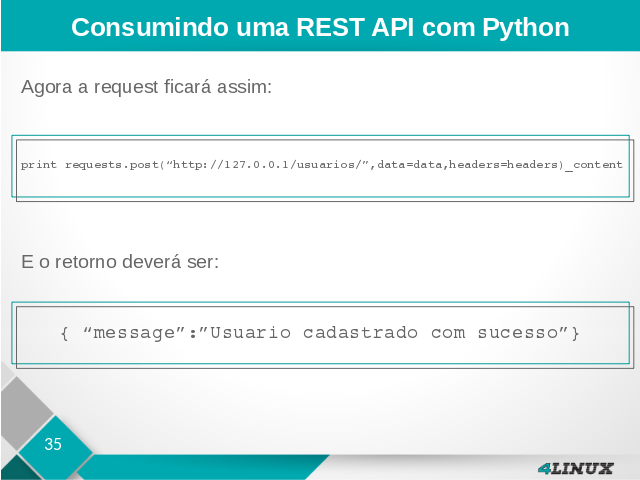 Consumindo uma REST API com Python
Agora a request ficará assim:
print requests.post(“http://127.0.0.1/usuarios/”,data=data,headers=headers)_content
E o retorno deverá ser:
{ “message”:”Usuario cadastrado com sucesso”}
35
4LINUX